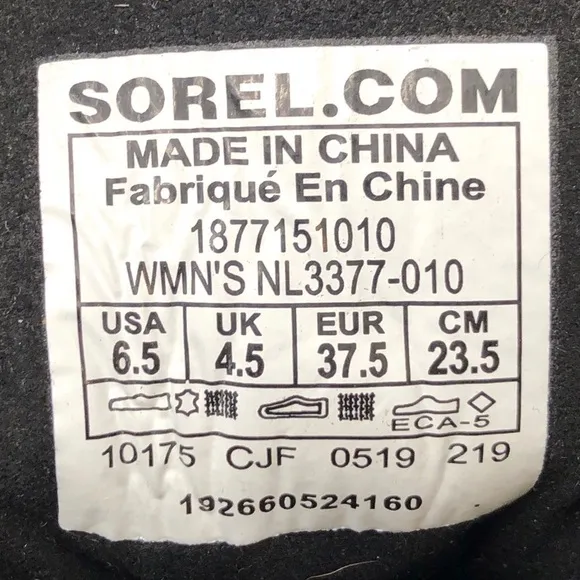 SOREL.COM
MADE IN CHINA
Fabriqué En Chine
1877151010
WMN'S NL3377-010
USA UK EUR CM
6.5 4.5 37.5 23.5
ECA-5
10175 CJF 0519 219
192660524160